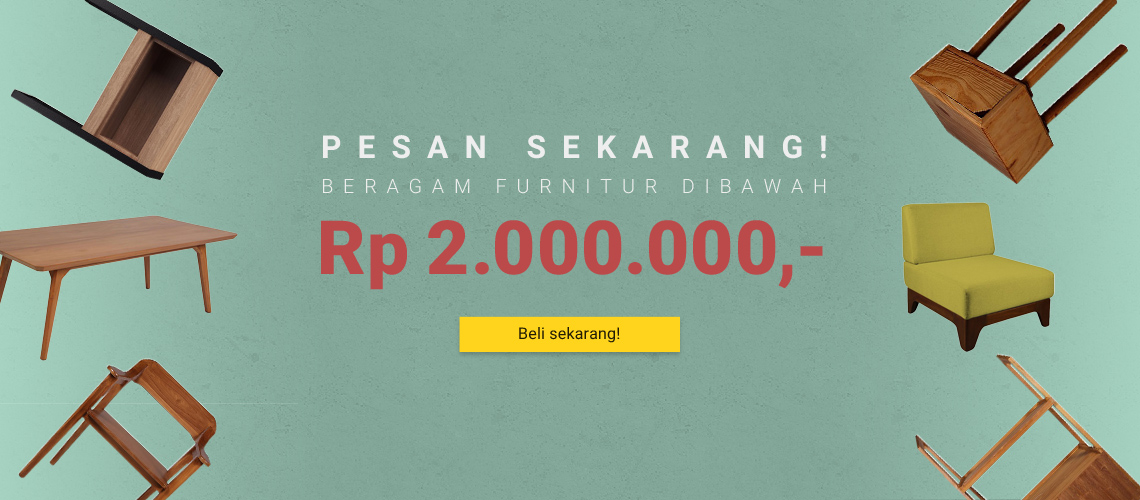 PESAN SEKARANG!
BERAGAM FURNITUR DIBAWAH
Rp 2.000.000,-
Beli sekarang!